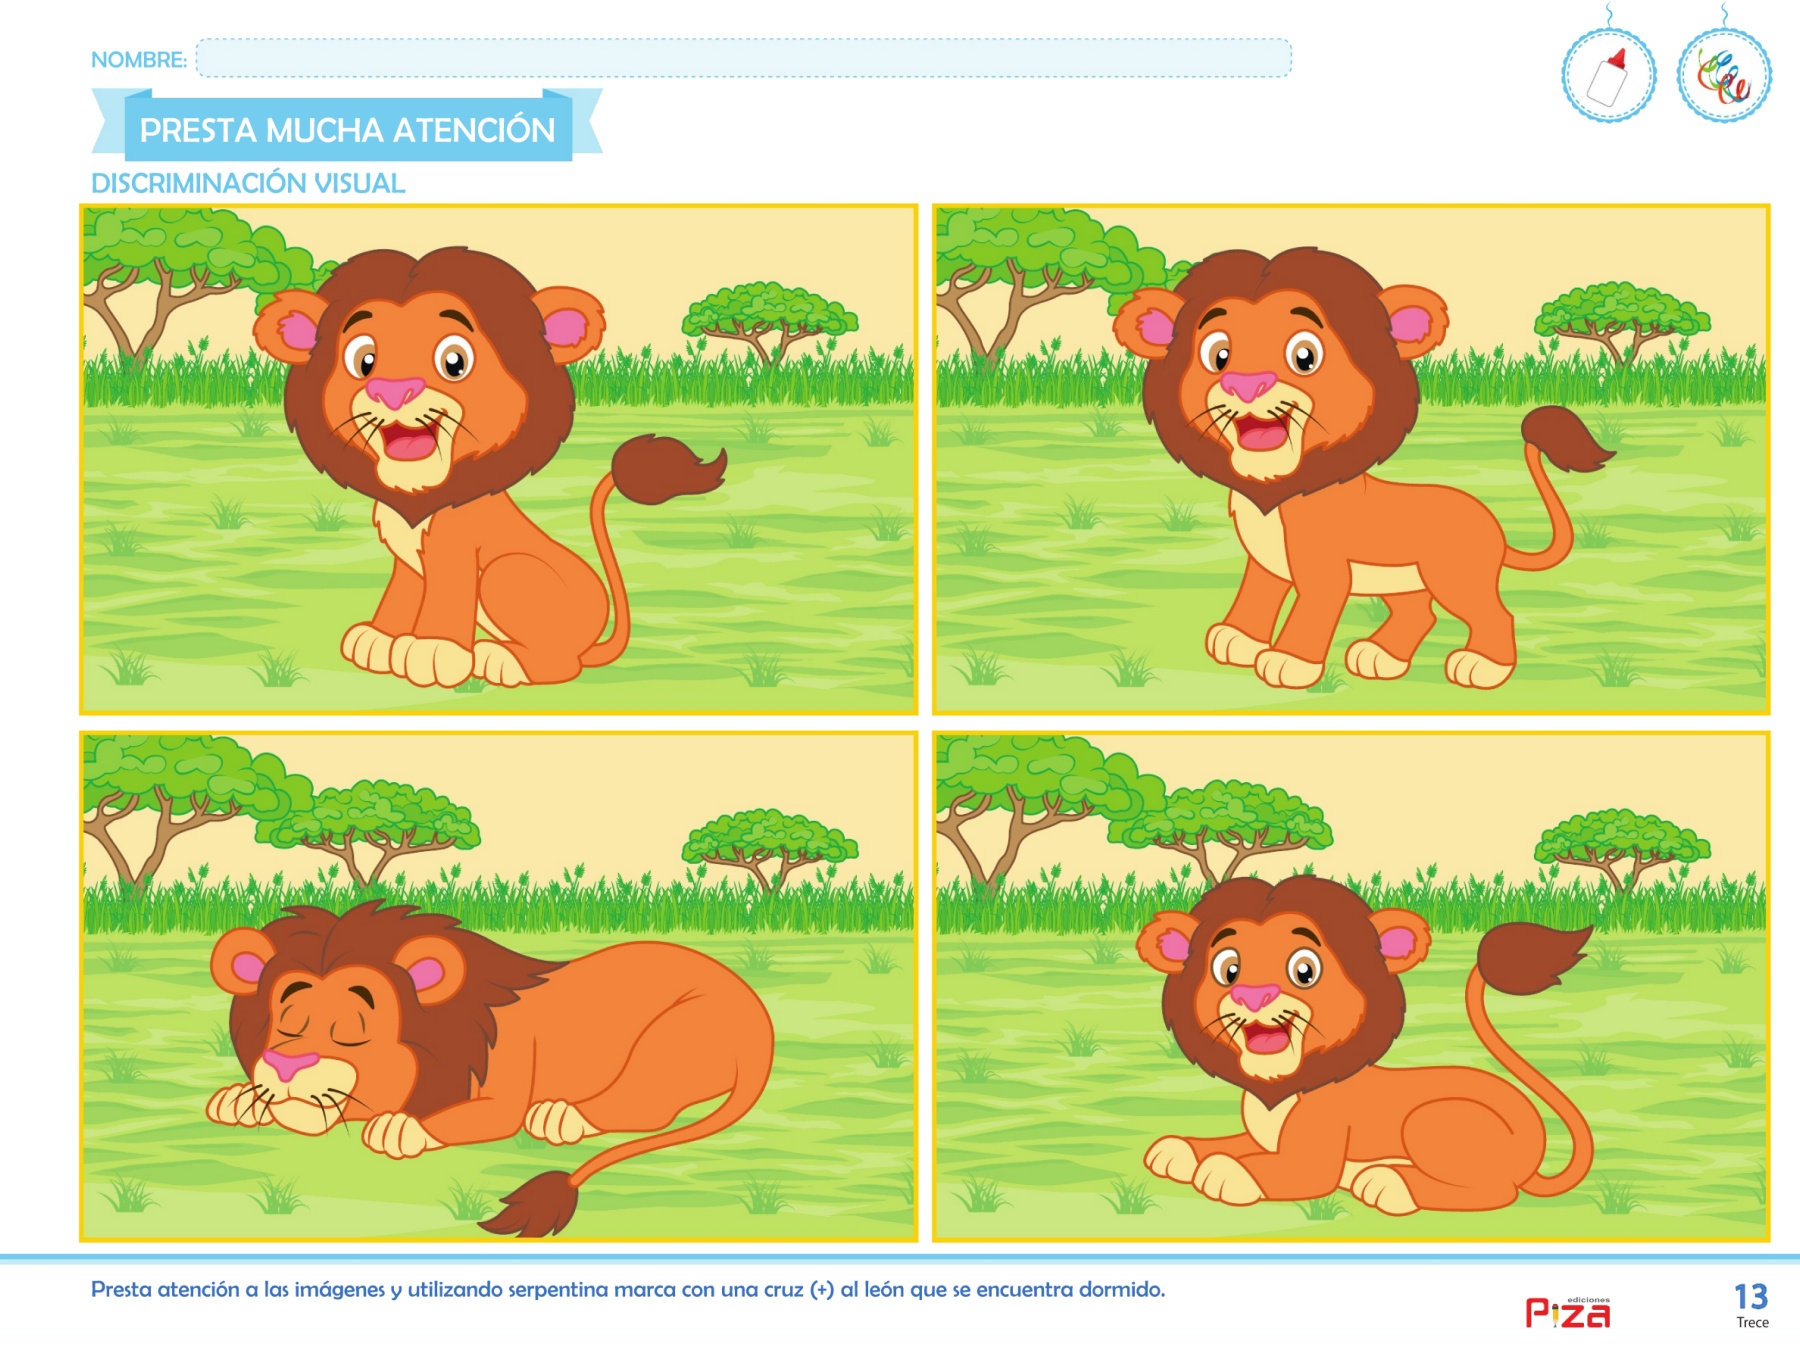 NOMBRE:
PRESTA MUCHA ATENCIÓN
DISCRIMINACIÓN VISUAL
Presta atención a las imágenes y utilizando serpentina marca con una cruz (+) al león que se encuentra dormido.
ediciones
Piza
13
Trece